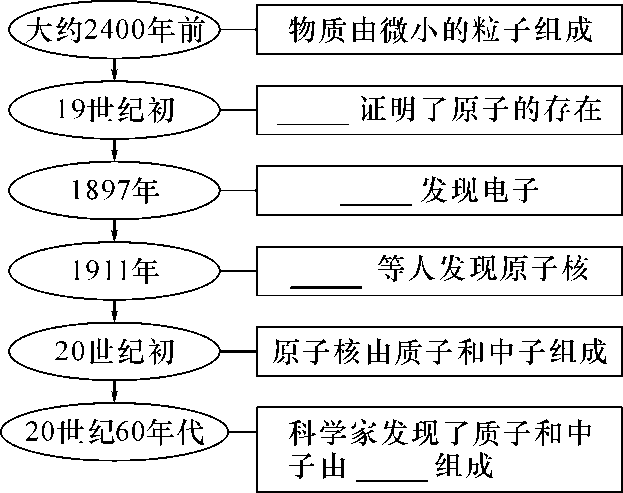 大约2400年前 物质由微小的粒子组成
19世纪初 _____ 证明了原子的存在
1897年 _____ 发现电子
1911年 _____ 等人发现原子核
20世纪初 原子核由质子和中子组成
20世纪60年代 科学家发现了质子和中
子由 _____ 组成